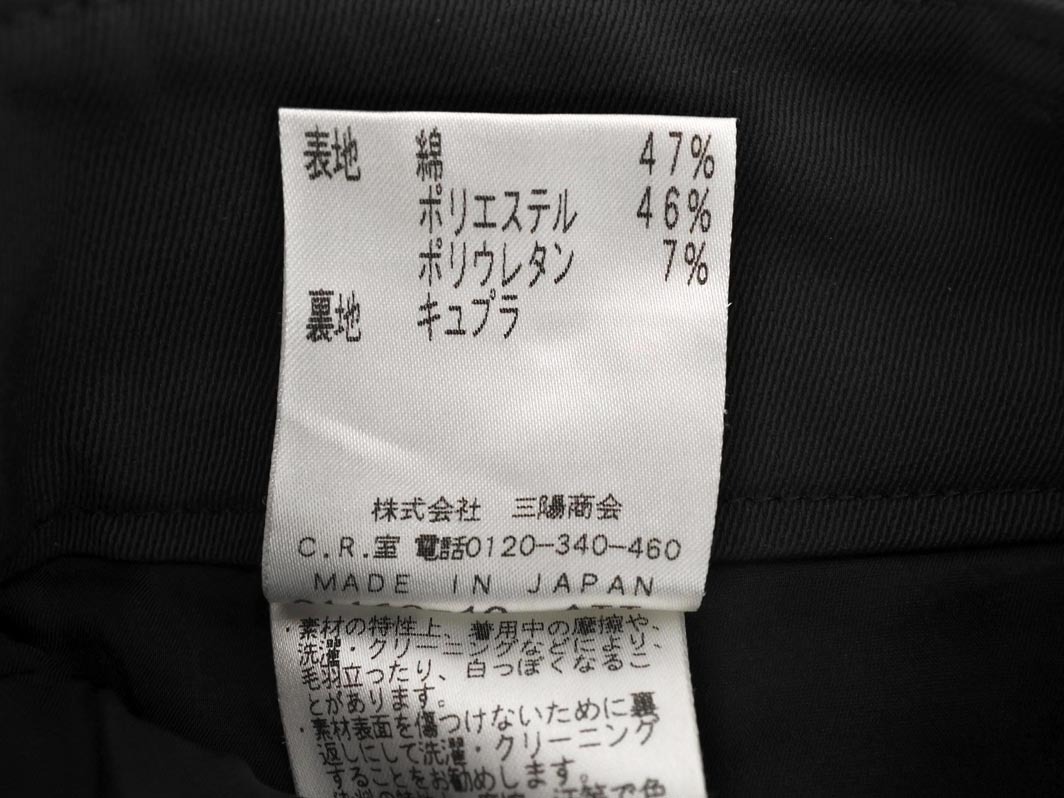 表地 綿 47%
ポリエステル 46%
ポリウレタン 7%
裏地 キュプラ
株式会社 三陽商会
C.R.室 電話0120-340-460
MADE IN JAPAN
・素材の特性上、着用中の摩擦や、
洗濯・クリーニングなどにより、
毛羽立ったり、白っぽくなるこ
とがあります。
・素材表面を傷つけないために裏
返しにして洗濯・クリーニング
することをお勧めします。